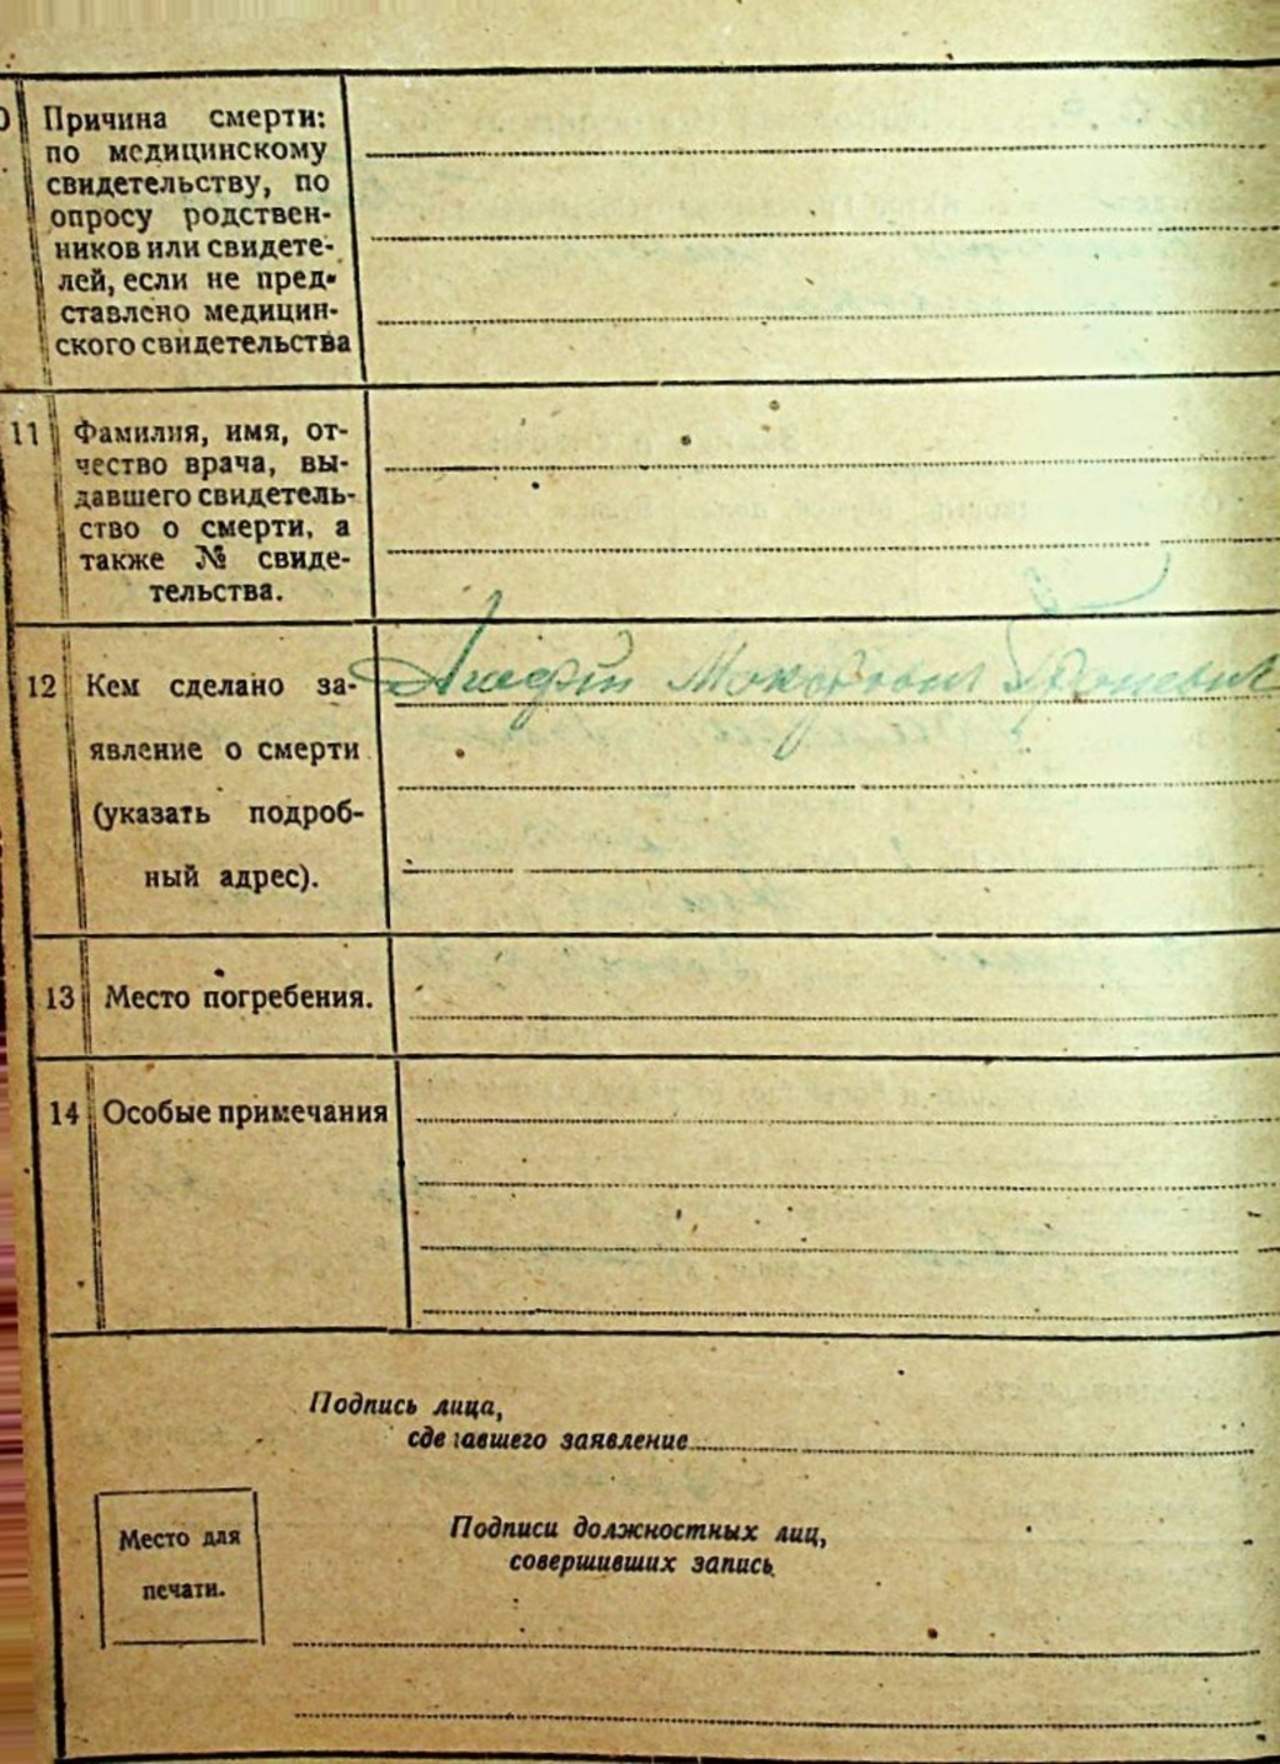 Причина смерти:
по медицинскому
свидетельству, по
опросу родствен-
ников или свидете-
лей, если не пред-
ставлено медицин-
ского свидетельства
11 Фамилия, имя, от-
чество врача, вы-
давшего свидетель-
ство о смерти, а
также № свиде-
тельства.
12 Кем сделано за-
явление о смерти
(указать подроб-
ный адрес).
13 Место погребения.
14 Особые примечания
Подпись лица,
сделавшего заявление
Место для
печати.
Подписи должностных лиц,
совершивших запись